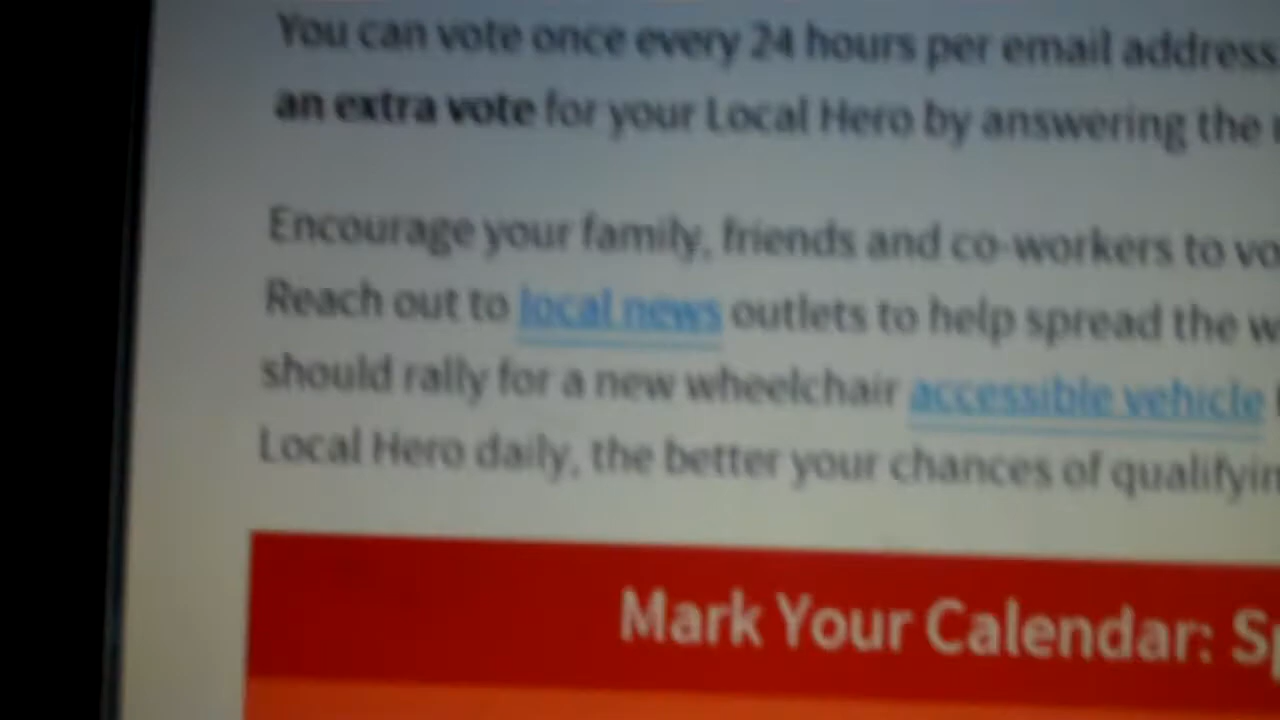 You can vote once every 24 hours per email address
an extra vote for your Local Hero by answering the
Encourage your family, friends and co-workers to
Reach out to local news outlets to help spread the
should rally for a new wheelchair accessible vehicle
Local Hero daily, the better your chances of
Mark Your Calendar: